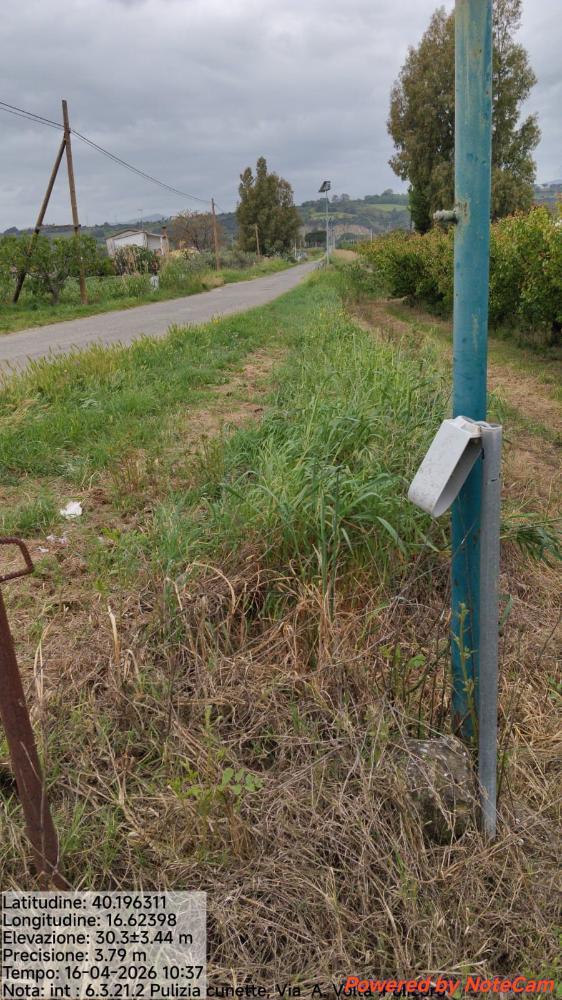 Latitudine: 40.196311
Longitudine: 16.62398
Elevazione: 30.3±3.44 m
Precisione: 3.79 m
Tempo: 16-04-2026 10:37
Nota: int : 6.3.21.2 Pulizia cunette, Via A. Volta
Powered by NoteCam